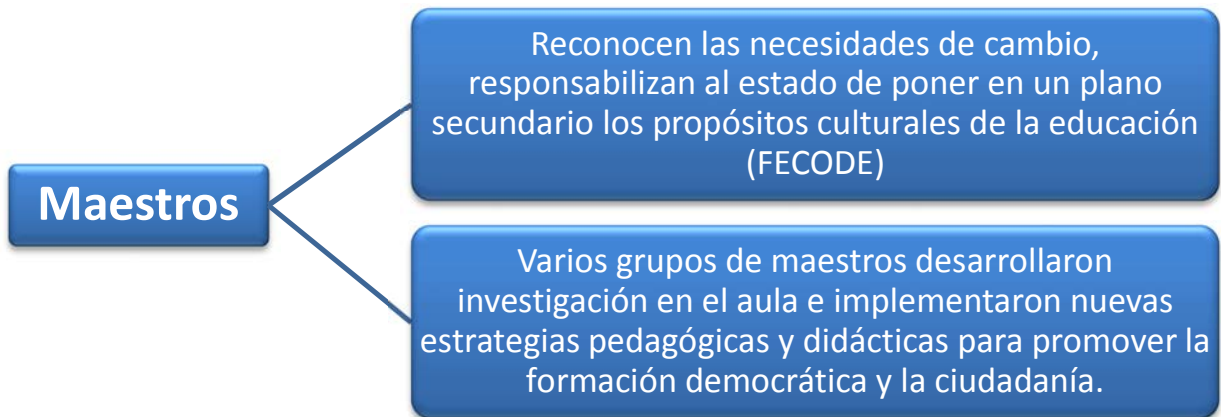 Maestros
Reconocen las necesidades de cambio,
responsabilizan al estado de poner en un plano
secundario los propósitos culturales de la educación
(FECODE)
Varios grupos de maestros desarrollaron
investigación en el aula e implementaron nuevas
estrategias pedagógicas y didácticas para promover la
formación democrática y la ciudadanía.